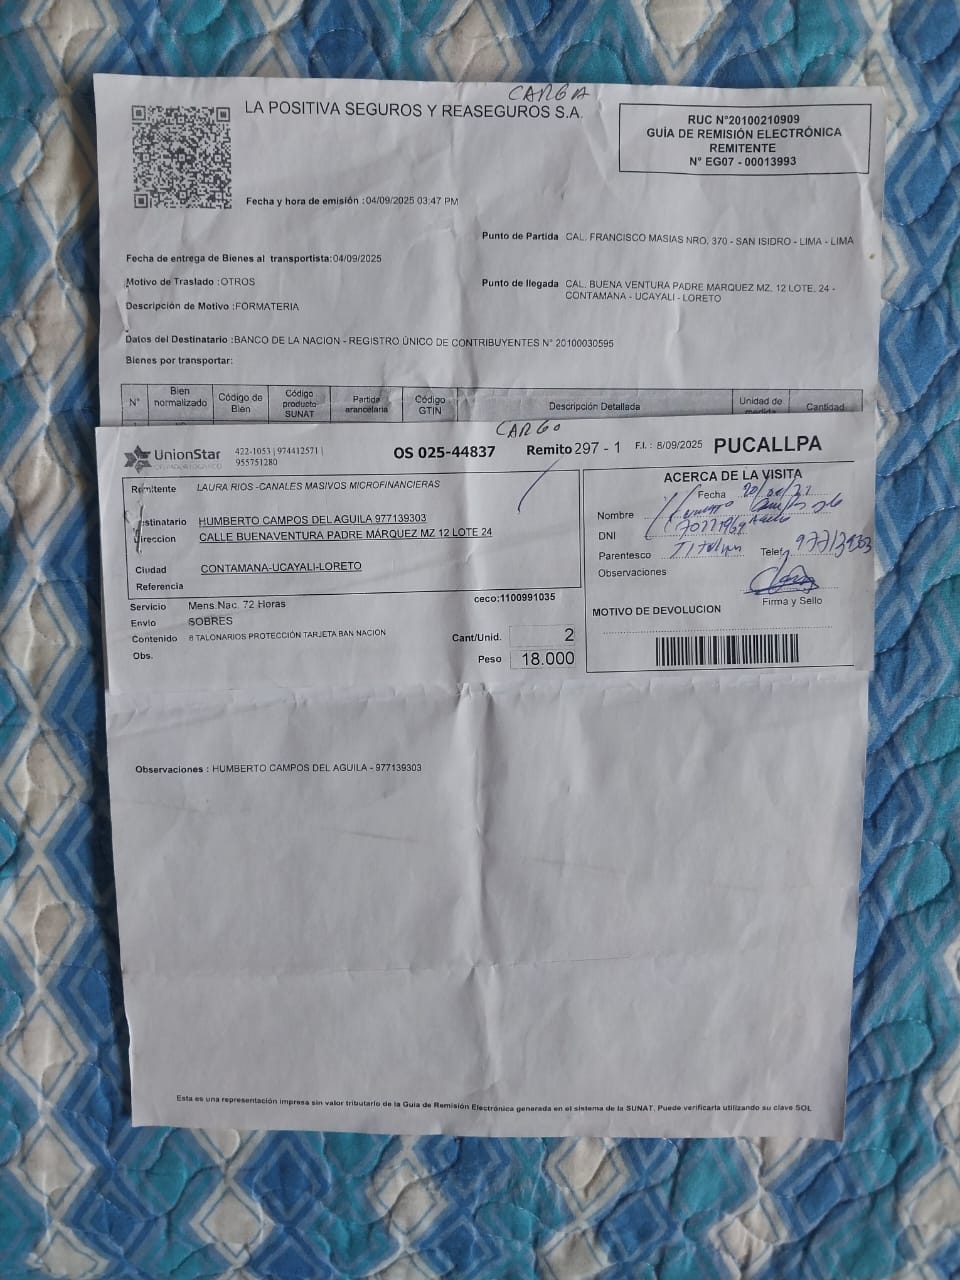 CARGA
LA POSITIVA SEGUROS Y REASEGUROS S.A.
RUC N°20100210909
GUÍA DE REMISIÓN ELECTRÓNICA
REMITENTE
N° EG07 - 00013993
Fecha y hora de emisión :04/09/2025 03:47 PM
Punto de Partida CAL. FRANCISCO MASIAS NRO. 370 - SAN ISIDRO - LIMA - LIMA
Fecha de entrega de Bienes al transportista:04/09/2025
Motivo de Traslado :OTROS
Punto de llegada CAL. BUENA VENTURA PADRE MARQUEZ MZ. 12 LOTE. 24 -
CONTAMANA - UCAYALI - LORETO
Descripción de Motivo :FORMATERIA
Datos del Destinatario :BANCO DE LA NACION - REGISTRO ÚNICO DE CONTRIBUYENTES N° 20100030595
Bienes por transportar:
N° Bien normalizado Código de Bien Código producto SUNAT Partida arancelaria Código GTIN Descripción Detallada Unidad de medida Cantidad
CARGO
UnionStar
422-1053 | 974412571 |
955751280
OS 025-44837 Remito 297 - 1 F.I. : 8/09/2025 PUCALLPA
Remitente LAURA RIOS -CANALES MASIVOS MICROFINANCIERAS
estinatario HUMBERTO CAMPOS DEL AGUILA 977139303
direccion CALLE BUENAVENTURA PADRE MÁRQUEZ MZ 12 LOTE 24
Ciudad CONTAMANA-UCAYALI-LORETO
Referencia
Servicio Mens.Nac. 72 Horas
ceco:1100991035
Envio SOBRES
Contenido 8 TALONARIOS PROTECCIÓN TARJETA BAN NACION
Cant/Unid. 2
Obs.
Peso 18.000
ACERCA DE LA VISITA
Fecha
Nombre
DNI
Parentesco Titular Telef.
Observaciones
Firma y Sello
MOTIVO DE DEVOLUCION
Observaciones : HUMBERTO CAMPOS DEL AGUILA - 977139303
Esta es una representación impresa sin valor tributario de la Guia de Remisión Electrónica generada en el sistema de la SUNAT. Puede verificarla utilizando su clave SOL